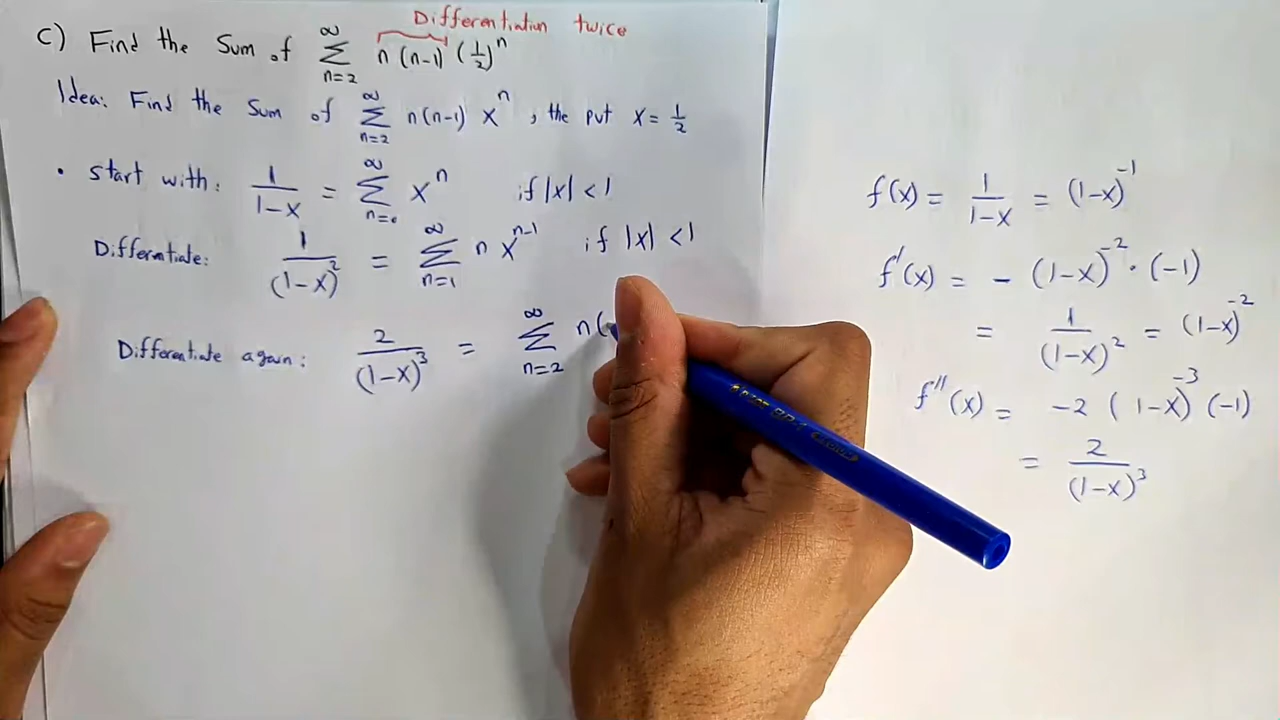 Differentiation twice
c) Find the Sum of ∞ Σ n=2 n(n-1) (1/2)^n
Idea: Find the Sum of ∞ Σ n=2 n(n-1) x^n , the put x = 1/2
• start with: 1/(1-x) = ∞ Σ n=0 x^n if |x| < 1
Differentiate: 1/(1-x)^2 = ∞ Σ n=1 n x^(n-1) if |x| < 1
Differentiate again: 2/(1-x)^3 = ∞ Σ n=2 n(
f(x) = 1/(1-x) = (1-x)^-1
f'(x) = - (1-x)^-2 · (-1)
= 1/(1-x)^2 = (1-x)^-2
f''(x) = -2 (1-x)^-3 (-1)
= 2/(1-x)^3